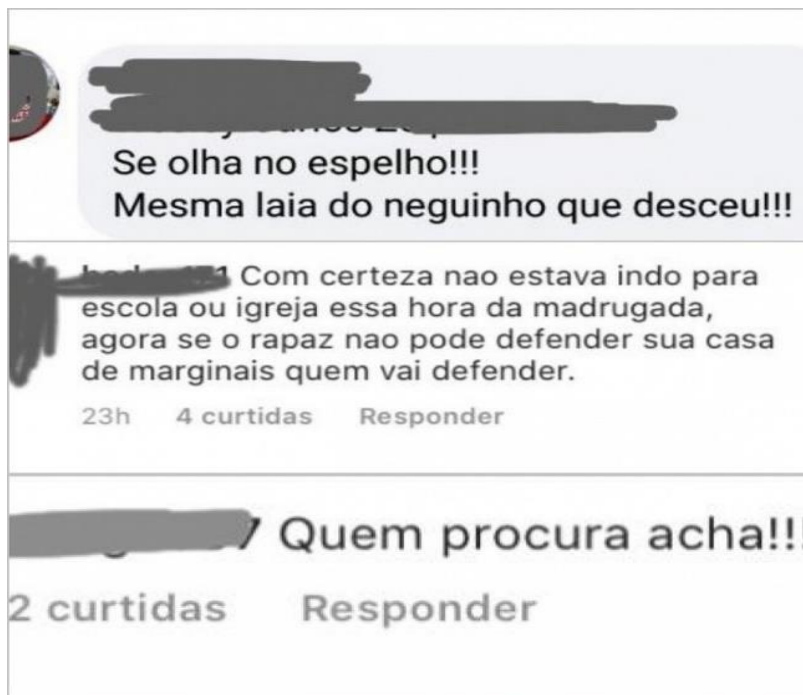 Se olha no espelho!!!
Mesma laia do neguinho que desceu!!!
Com certeza nao estava indo para
escola ou igreja essa hora da madrugada,
agora se o rapaz nao pode defender sua casa
de marginais quem vai defender.
23h 4 curtidas Responder
Quem procura acha!!!
2 curtidas Responder